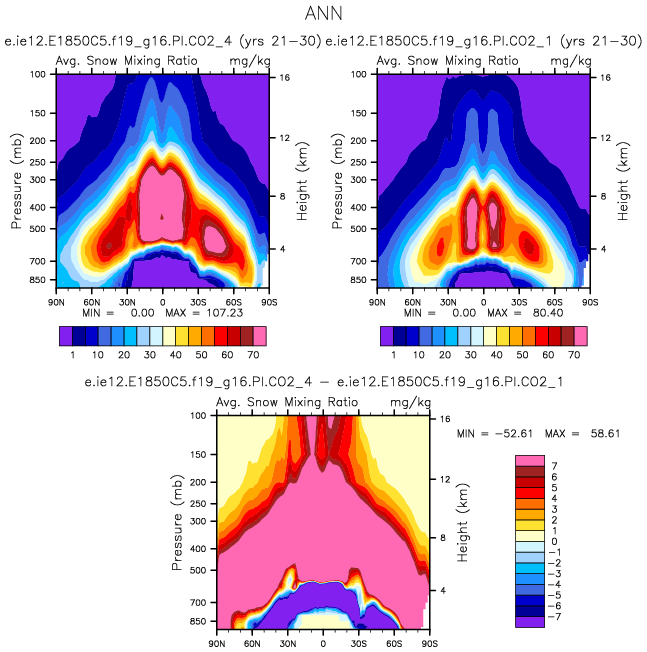 ANN
e.ie12.E1850C5.f19_g16.PI.CO2_4 (yrs 21-30) e.ie12.E1850C5.f19_g16.PI.CO2_1 (yrs 21-30)
Avg. Snow Mixing Ratio mg/kg Avg. Snow Mixing Ratio mg/kg
100 16 100 16
150 150
12 12
200 200
250 250
300 300
8 8
400 400
500 500
4 4
700 700
850 850
Pressure (mb) Height (km) Pressure (mb) Height (km)
90N 60N 30N 0 30S 60S 90S 90N 60N 30N 0 30S 60S 90S
MIN = 0.00 MAX = 107.23 MIN = 0.00 MAX = 80.40
1 10 20 30 40 50 60 70 1 10 20 30 40 50 60 70
e.ie12.E1850C5.f19_g16.PI.CO2_4 - e.ie12.E1850C5.f19_g16.PI.CO2_1
Avg. Snow Mixing Ratio mg/kg
MIN = -52.61 MAX = 58.61
100 16
150
12
200
250
300
8
400
500
4
700
850
Pressure (mb) Height (km)
90N 60N 30N 0 30S 60S 90S
7
6
5
4
3
2
1
0
-1
-2
-3
-4
-5
-6
-7